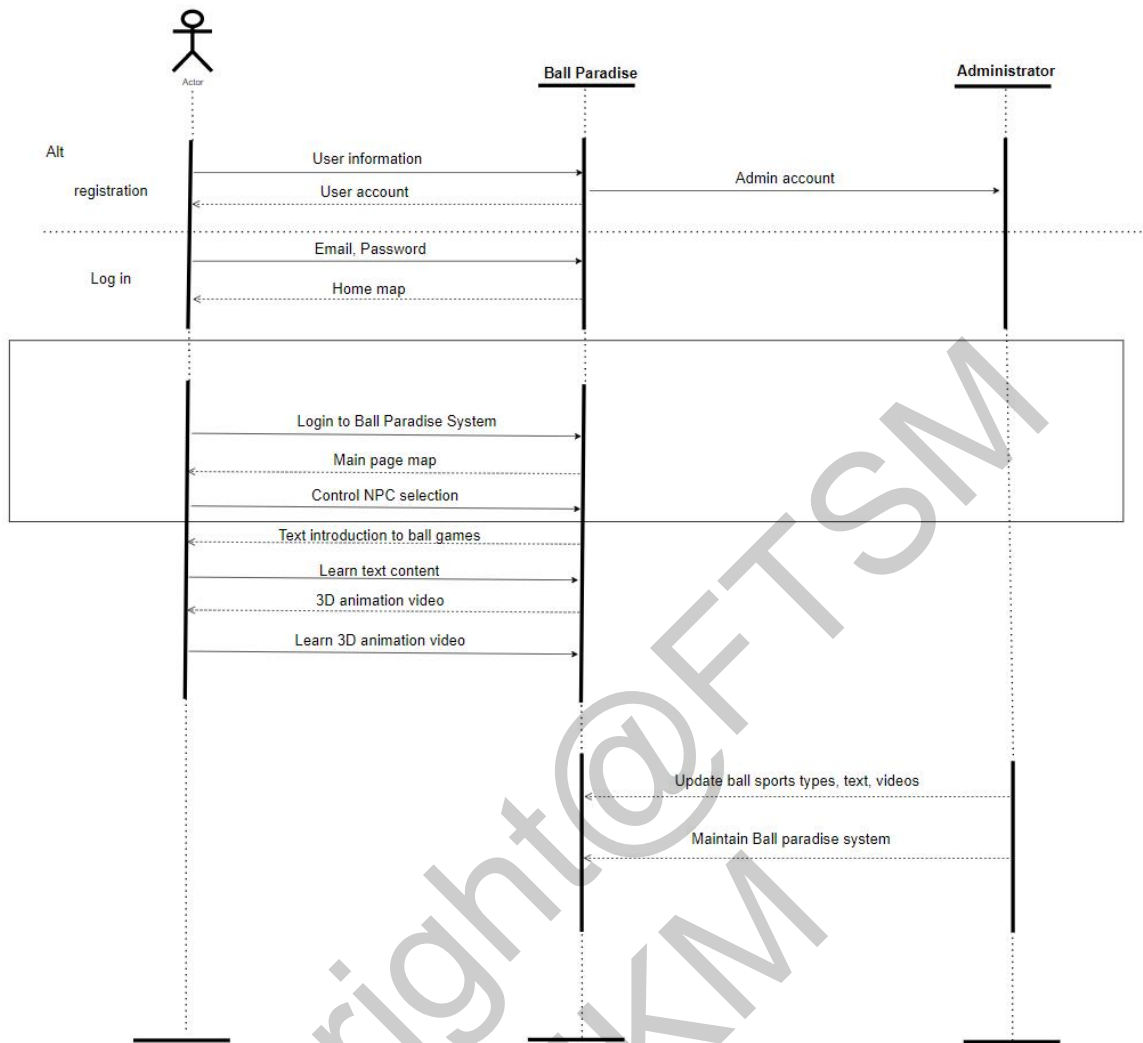 Actor
Ball Paradise
Administrator
Alt
User information
registration
User account
Admin account
Email, Password
Log in
Home map
Login to Ball Paradise System
Main page map
Control NPC selection
Text introduction to ball games
Learn text content
3D animation video
Learn 3D animation video
Update ball sports types, text, videos
Maintain Ball paradise system
right@FTSM
KM